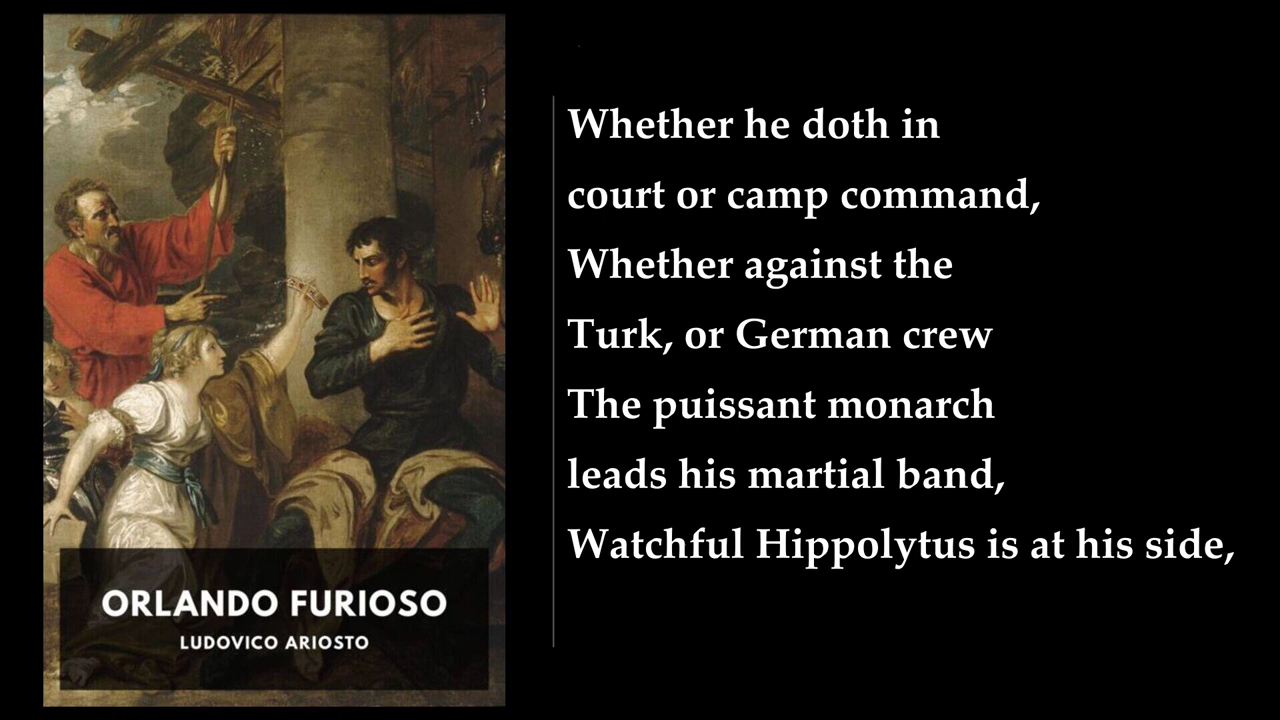 Whether he doth in
court or camp command,
Whether against the
Turk, or German crew
The puissant monarch
leads his martial band,
Watchful Hippolytus is at his side,
ORLANDO FURIOSO
LUDOVICO ARIOSTO